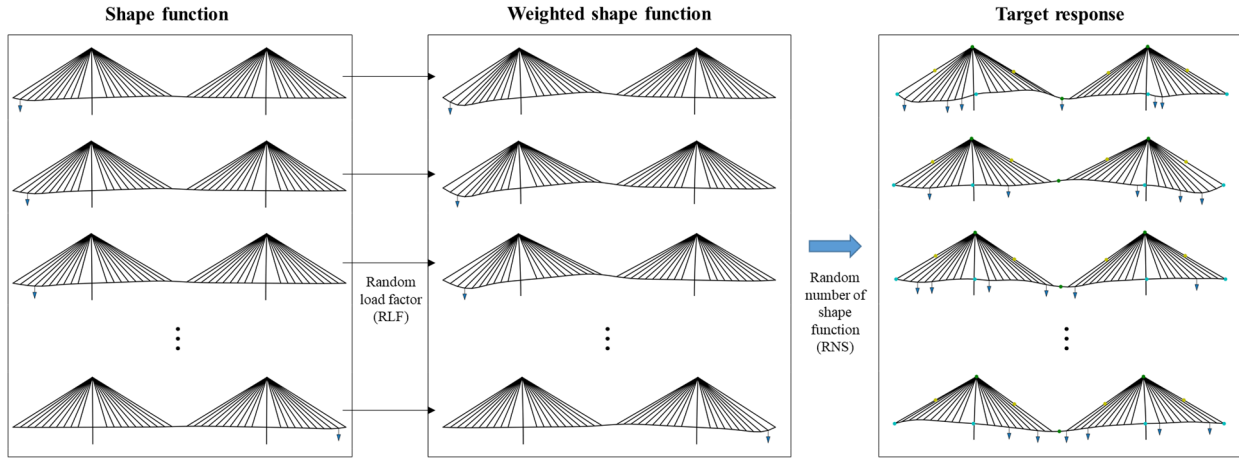 Shape function
Weighted shape function
Target response
Random
load factor
(RLF)
Random
number of
shape
function
(RNS)